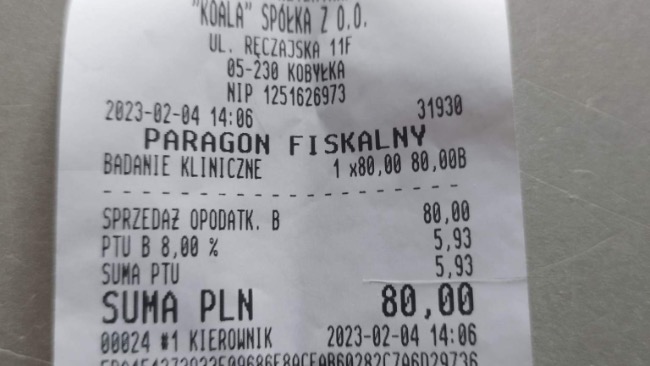 "KOALA" SPÓŁKA Z O.O.
UL. RĘCZAJSKA 11F
05-230 KOBYŁKA
NIP 1251626973
2023-02-04 14:06 31930
PARAGON FISKALNY
BADANIE KLINICZNE 1 x80,00 80,00B
- - - - - - - - - - - - - - - - - - - -
SPRZEDAŻ OPODATK. B 80,00
PTU B 8,00 % 5,93
SUMA PTU 5,93
SUMA PLN 80,00
00024 #1 KIEROWNIK 2023-02-04 14:06